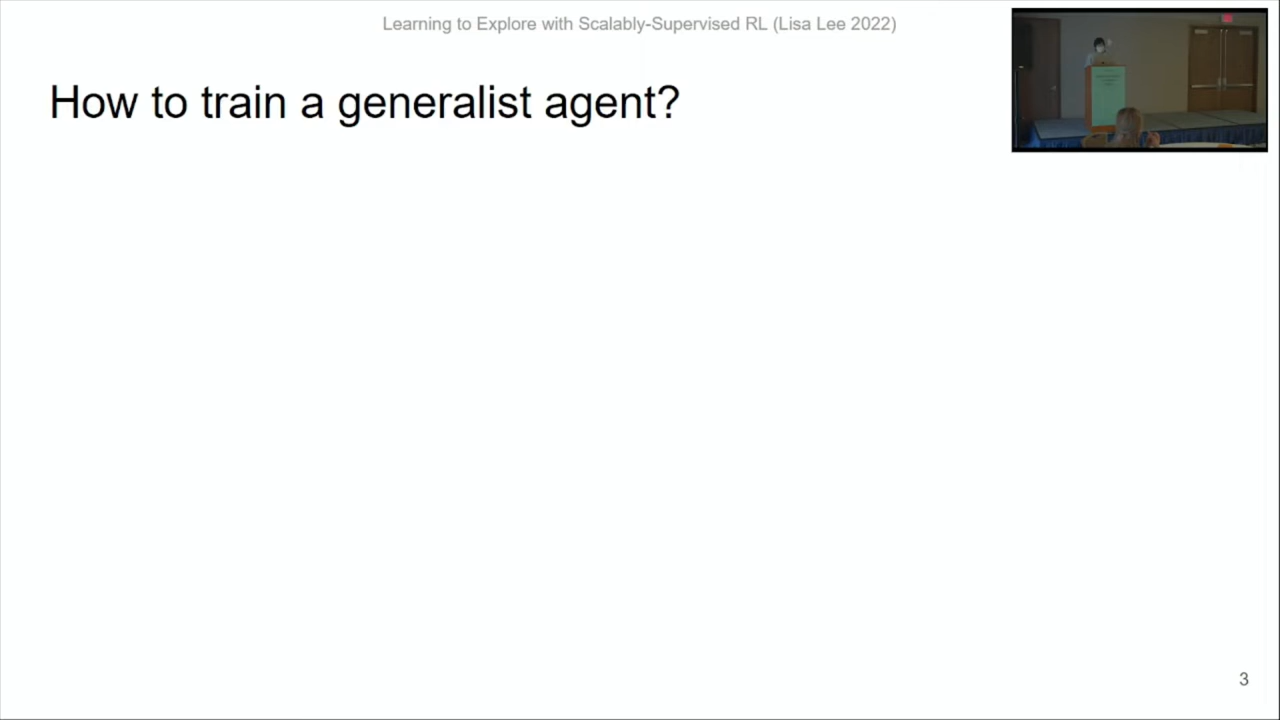 Learning to Explore with Scalably-Supervised RL (Lisa Lee 2022)
How to train a generalist agent?
3